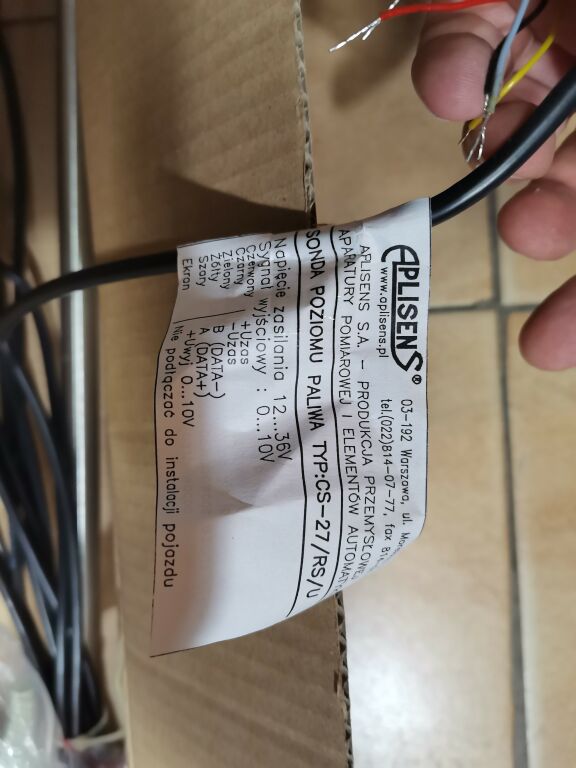 APLISENS®
www.aplisens.pl
03-192 Warszawa, ul.
tel.(022)814-07-77, fax
APLISENS S.A. – PRODUKCJA PRZEMYSŁOWEJ
APARATURY POMIAROWEJ I ELEMENTÓW
SONDA POZIOMU PALIWA TYP:CS-27/RS/U
Napięcie zasilania 12...36V
Sygnał wyjściowy : 0...10V
Czerwony +Uzas
Czarny -Uzas
Zielony B (DATA-)
Żółty A (DATA+)
Szary +Uwyj 0...10V
Ekran Nie podłączać do instalacji pojazdu